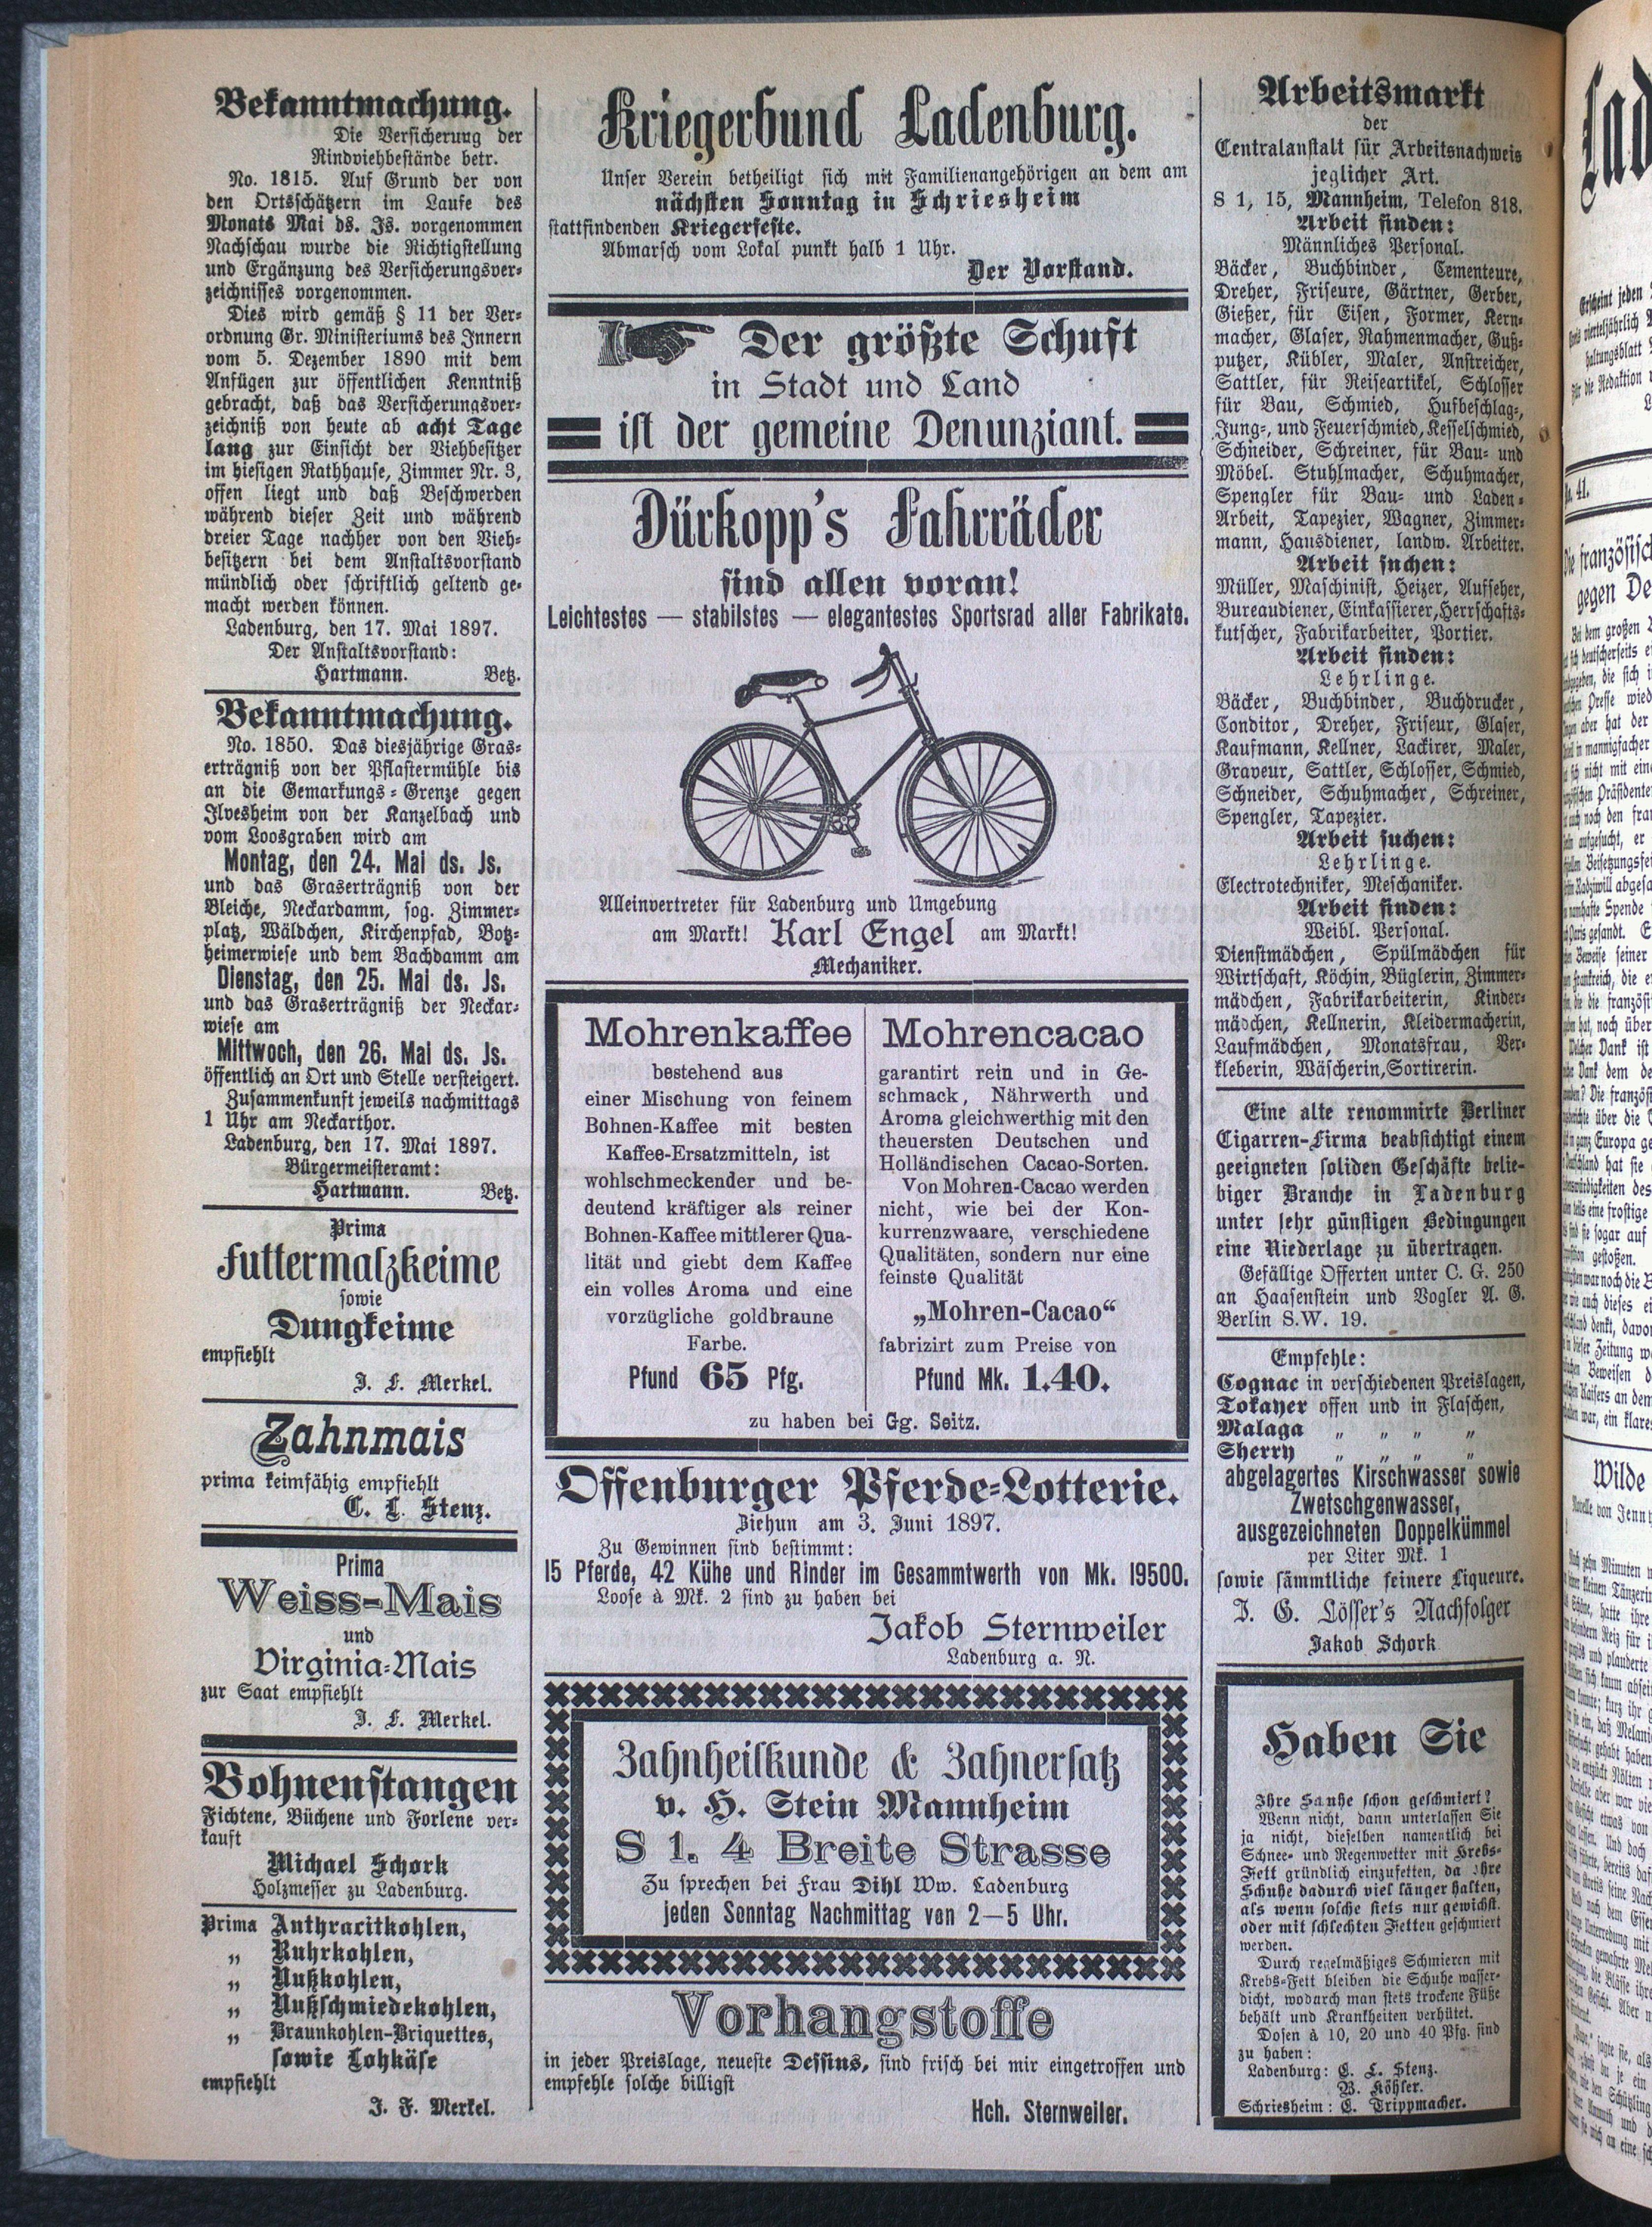 Bekanntmachung.
Die Versicherung der
Rindviehbestände betr.
No. 1815. Auf Grund der von
den Ortsschätzern im Laufe des
Monats Mai ds. Js. vorgenommen
Nachschau wurde die Richtigstellung
und Ergänzung des Versicherungsver-
zeichnisses vorgenommen.
Dies wird gemäß § 11 der Ver-
ordnung Gr. Ministeriums des Innern
vom 5. Dezember 1890 mit dem
Anfügen zur öffentlichen Kenntniß
gebracht, daß das Versicherungsver-
zeichniß von heute ab acht Tage
lang zur Einsicht der Viehbesitzer
im hiesigen Rathhause, Zimmer Nr. 3,
offen liegt und daß Beschwerden
während dieser Zeit und während
dreier Tage nachher von den Vieh-
besitzern bei dem Anstaltsvorstand
mündlich oder schriftlich geltend ge-
macht werden können.
Ladenburg, den 17. Mai 1897.
Der Anstaltsvorstand:
Hartmann. Betz.
Bekanntmachung.
No. 1850. Das diesjährige Gras-
erträgniß von der Pflastermühle bis
an die Gemarkungs-Grenze gegen
Ilvesheim von der Kanzelbach und
vom Loosgraben wird am
Montag, den 24. Mai ds. Js.
und das Graserträgniß von der
Bleiche, Neckardamm, sog. Zimmer-
platz, Wäldchen, Kirchenpfad, Botz-
heimerwiese und dem Bachdamm am
Dienstag, den 25. Mai ds. Js.
und das Graserträgniß der Neckar-
wiese am
Mittwoch, den 26. Mai ds. Js.
öffentlich an Ort und Stelle versteigert.
Zusammenkunft jeweils nachmittags
1 Uhr am Neckarthor.
Ladenburg, den 17. Mai 1897.
Bürgermeisteramt:
Hartmann. Betz.
Prima
Futtermalzkeime
sowie
Dungkeime
empfiehlt
J. F. Merkel.
Zahnmais
prima keimfähig empfiehlt
C. L. Stenz.
Prima
Weiss-Mais
und
Virginia-Mais
zur Saat empfiehlt
J. F. Merkel.
Bohnenstangen
Fichtene, Büchene und Forlene ver-
kauft
Michael Schork
Holzmesser zu Ladenburg.
Prima Anthracitkohlen,
„ Ruhrkohlen,
„ Nußkohlen,
„ Nußschmiedekohlen,
„ Braunkohlen-Briquettes,
sowie Lohkäse
empfiehlt
J. F. Merkel.
Kriegerbund Ladenburg.
Unser Verein betheiligt sich mit Familienangehörigen an dem am
nächsten Sonntag in Schriesheim
stattfindenden Kriegerfeste.
Abmarsch vom Lokal punkt halb 1 Uhr.
Der Vorstand.
Der größte Schuft
in Stadt und Land
ist der gemeine Denunziant.
Dürkopp's Fahrräder
sind allen voran!
Leichtestes — stabilstes — elegantestes Sportsrad aller Fabrikate.
Alleinvertreter für Ladenburg und Umgebung
am Markt! Karl Engel am Markt!
Mechaniker.
Mohrenkaffee
bestehend aus
einer Mischung von feinem
Bohnen-Kaffee mit besten
Kaffee-Ersatzmitteln, ist
wohlschmeckender und be-
deutend kräftiger als reiner
Bohnen-Kaffee mittlerer Qua-
lität und giebt dem Kaffee
ein volles Aroma und eine
vorzügliche goldbraune
Farbe.
Pfund 65 Pfg.
Mohrencacao
garantirt rein und in Ge-
schmack, Nährwerth und
Aroma gleichwerthig mit den
theuersten Deutschen und
Holländischen Cacao-Sorten.
Von Mohren-Cacao werden
nicht, wie bei der Kon-
kurrenzwaare, verschiedene
Qualitäten, sondern nur eine
feinste Qualität
„Mohren-Cacao“
fabrizirt zum Preise von
Pfund Mk. 1.40.
zu haben bei Gg. Seitz.
Offenburger Pferde-Lotterie.
Ziehun am 3. Juni 1897.
Zu Gewinnen sind bestimmt:
15 Pferde, 42 Kühe und Rinder im Gesammtwerth von Mk. 19500.
Loose à Mk. 2 sind zu haben bei
Jakob Sternweiler
Ladenburg a. N.
Zahnheilkunde & Zahnersatz
v. H. Stein Mannheim
S 1. 4 Breite Strasse
Zu sprechen bei Frau Dihl Ww. Ladenburg
jeden Sonntag Nachmittag von 2—5 Uhr.
Vorhangstoffe
in jeder Preislage, neueste Dessins, sind frisch bei mir eingetroffen und
empfehle solche billigst
Hch. Sternweiler.
Arbeitsmarkt
der
Centralanstalt für Arbeitsnachweis
jeglicher Art.
S 1, 15, Mannheim, Telefon 818.
Arbeit finden:
Männliches Personal.
Bäcker, Buchbinder, Cementeure,
Dreher, Friseure, Gärtner, Gerber,
Gießer, für Eisen, Former, Kern-
macher, Glaser, Rahmenmacher, Guß-
putzer, Kübler, Maler, Anstreicher,
Sattler, für Reiseartikel, Schlosser
für Bau, Schmied, Hufbeschlag-,
Jung-, und Feuerschmied, Kesselschmied,
Schneider, Schreiner, für Bau- und
Möbel. Stuhlmacher, Schuhmacher,
Spengler für Bau- und Laden-
Arbeit, Tapezier, Wagner, Zimmer-
mann, Hausdiener, landw. Arbeiter.
Arbeit suchen:
Müller, Maschinist, Heizer, Aufseher,
Bureaudiener, Einkassierer, Herrschafts-
kutscher, Fabrikarbeiter, Portier.
Arbeit finden:
Lehrlinge.
Bäcker, Buchbinder, Buchdrucker,
Conditor, Dreher, Friseur, Glaser,
Kaufmann, Kellner, Lackirer, Maler,
Graveur, Sattler, Schlosser, Schmied,
Schneider, Schuhmacher, Schreiner,
Spengler, Tapezier.
Arbeit suchen:
Lehrlinge.
Electrotechniker, Meschaniker.
Arbeit finden:
Weibl. Personal.
Dienstmädchen, Spülmädchen für
Wirtschaft, Köchin, Büglerin, Zimmer-
mädchen, Fabrikarbeiterin, Kinder-
mädchen, Kellnerin, Kleidermacherin,
Laufmädchen, Monatsfrau, Ver-
kleberin, Wäscherin, Sortirerin.
Eine alte renommirte Berliner
Cigarren-Firma beabsichtigt einem
geeigneten soliden Geschäfte belie-
biger Branche in Ladenburg
unter sehr günstigen Bedingungen
eine Niederlage zu übertragen.
Gefällige Offerten unter C. G. 250
an Haasenstein und Vogler A. G.
Berlin S.W. 19.
Empfehle:
Cognac in verschiedenen Preislagen,
Tokayer offen und in Flaschen,
Malaga „ „ „ „
Sherry „ „ „ „
abgelagertes Kirschwasser sowie
Zwetschgenwasser,
ausgezeichneten Doppelkümmel
per Liter Mk. 1
sowie sämmtliche feinere Liqueure.
J. G. Lösser's Nachfolger
Jakob Schork
Haben Sie
Ihre Schuhe schon geschmiert?
Wenn nicht, dann unterlassen Sie
ja nicht, dieselben namentlich bei
Schnee- und Regenwetter mit Krebs-
Fett gründlich einzufetten, da Ihre
Schuhe dadurch viel länger halten,
als wenn solche stets nur gewichst.
oder mit schlechten Fetten geschmiert
werden.
Durch regelmäßiges Schmieren mit
Krebs-Fett bleiben die Schuhe wasser-
dicht, wodurch man stets trockene Füße
behält und Krankheiten verhütet.
Dosen à 10, 20 und 40 Pfg. sind
zu haben:
Ladenburg: C. L. Stenz.
B. Köhler.
Schriesheim: E. Trippmacher.
Lad
Erscheint jeden
No. 41.
Die französisch
gegen De
Wilde